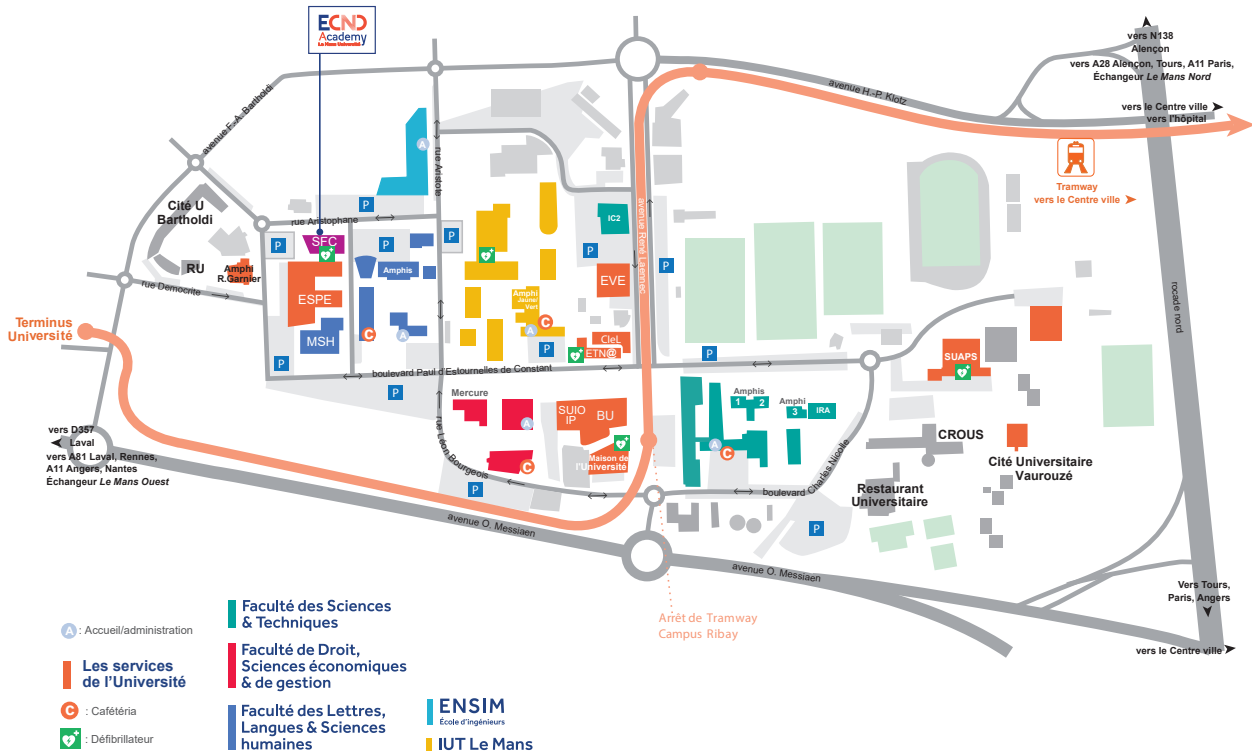 ECND
Academy
Le Mans Université
vers N138
Alençon
vers A28 Alençon, Tours, A11 Paris,
Échangeur Le Mans Nord
avenue H.-P. Klotz
vers le Centre ville
vers l'hôpital
Tramway
vers le Centre ville
avenue F.-A. Bartholdi
rue Aristote
A
P
Cité U
Bartholdi
rue Aristophane
P
P
P
P
P
IC2
avenue René Laennec
SFC
RU
Amphi
R.Garnier
Amphis
EVE
P
ESPE
rue Démocrite
Amphi
Jaune/
Vert
rocade nord
Terminus
Université
MSH
C
A
C
A
CleL
ETN@
P
P
P
SUAPS
boulevard Paul d'Estournelles de Constant
P
Mercure
Amphis
1
2
Amphi
3
IRA
SUIO
IP
BU
A
A
C
vers D357
Laval
vers A81 Laval, Rennes,
A11 Angers, Nantes
Échangeur Le Mans Ouest
rue Léon Bourgeois
C
Maison de
l'Université
CROUS
Cité Universitaire
Vaurouzé
P
boulevard Charles Nicolle
Restaurant
Universitaire
avenue O. Messiaen
P
avenue O. Messiaen
Vers Tours,
Paris, Angers
Arrêt de Tramway
Campus Ribay
vers le Centre ville
A : Accueil/administration
Les services
de l'Université
C : Cafétéria
: Défibrillateur
Faculté des Sciences
& Techniques
Faculté de Droit,
Sciences économiques
& de gestion
Faculté des Lettres,
Langues & Sciences
humaines
ENSIM
École d'ingénieurs
IUT Le Mans